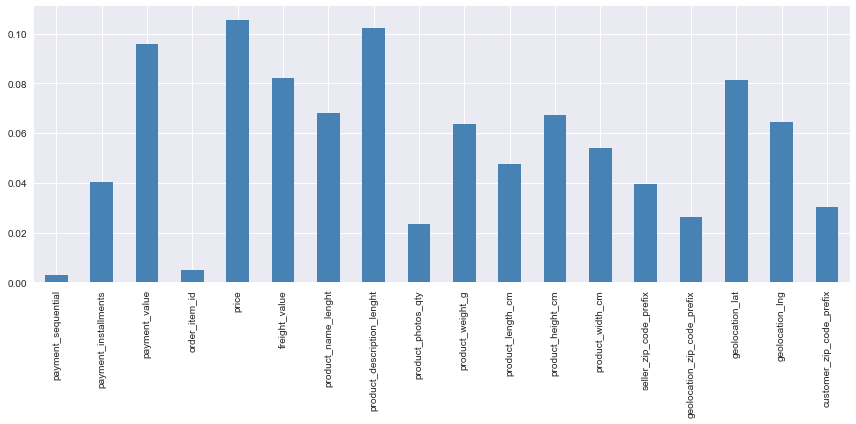 0.10
0.08
0.06
0.04
0.02
0.00
payment_sequential
payment_installments
payment_value
order_item_id
price
freight_value
product_name_lenght
product_description_lenght
product_photos_qty
product_weight_g
product_length_cm
product_height_cm
product_width_cm
seller_zip_code_prefix
geolocation_zip_code_prefix
geolocation_lat
geolocation_lng
customer_zip_code_prefix